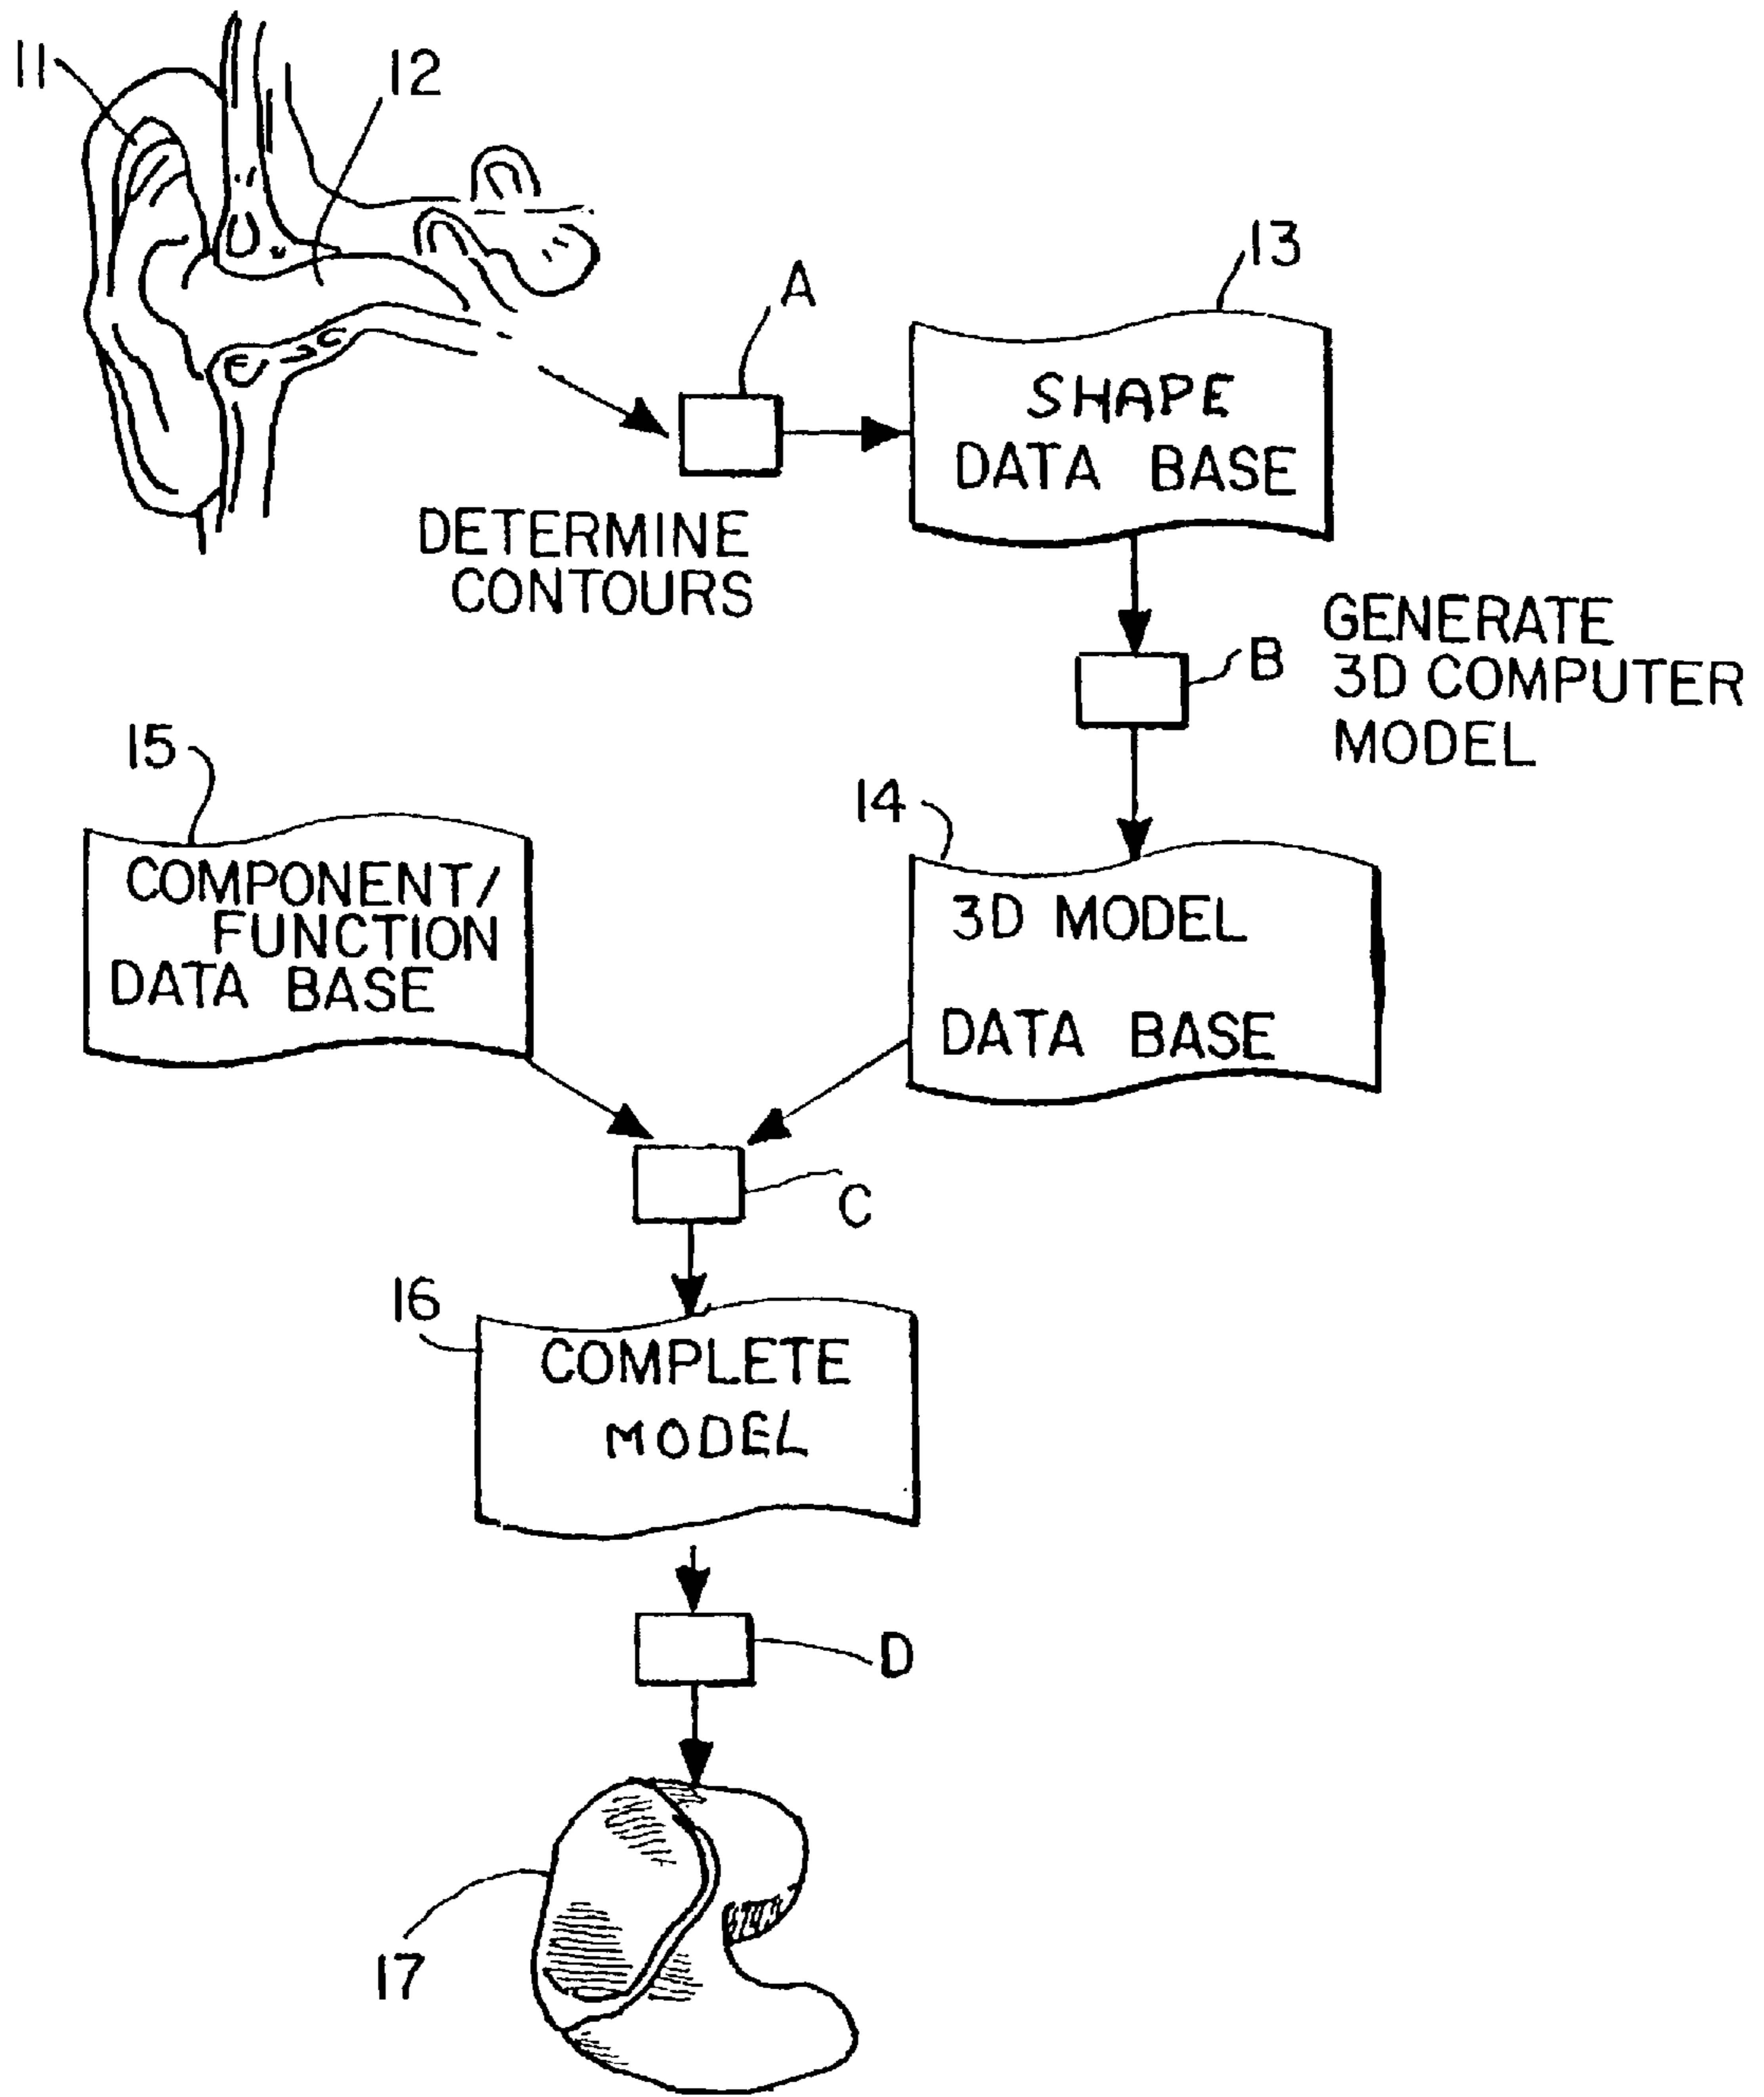 11
12
A
13
SHAPE
DATA BASE
DETERMINE
CONTOURS
B
GENERATE
3D COMPUTER
MODEL
15
14
COMPONENT/
FUNCTION
DATA BASE
3D MODEL
DATA BASE
C
16
COMPLETE
MODEL
D
17